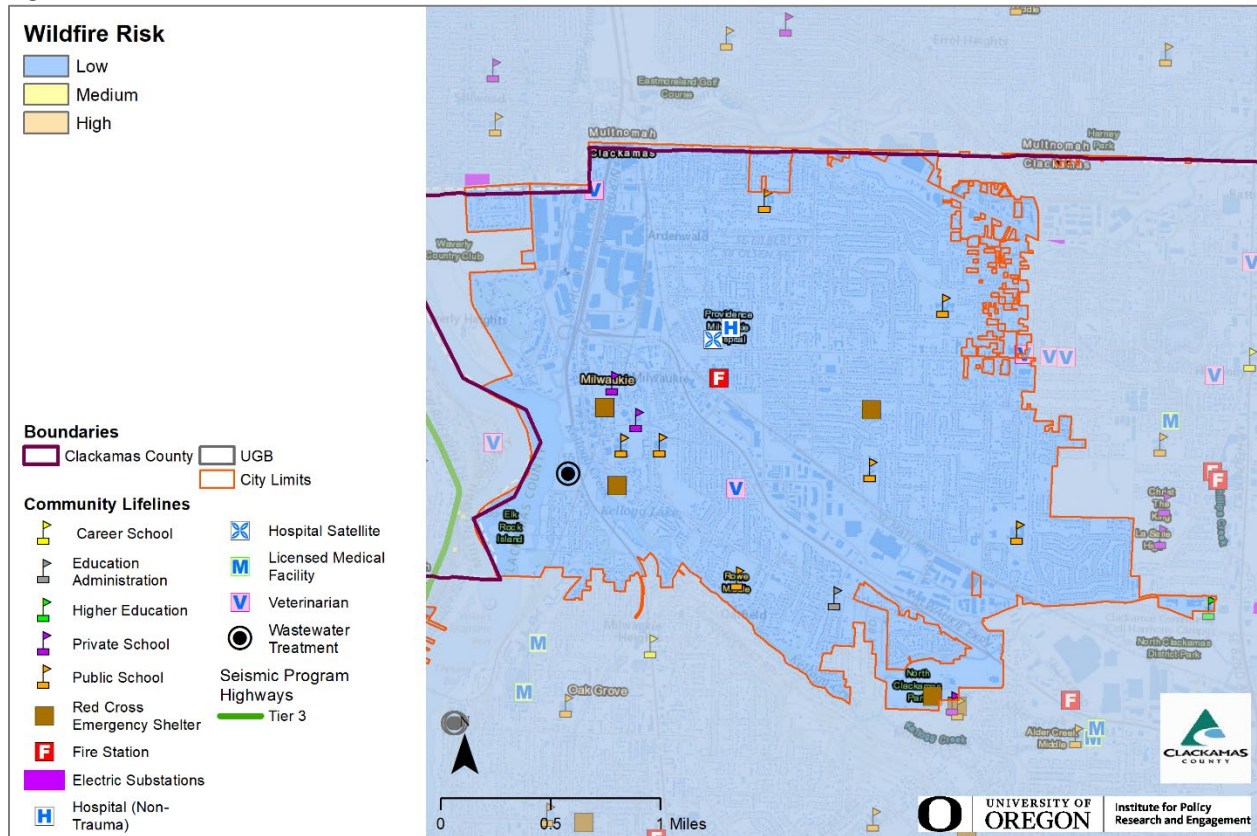 Wildfire Risk
Low
Medium
High
Boundaries
Clackamas County
UGB
City Limits
Community Lifelines
Career School
Education
Administration
Higher Education
Private School
Public School
Red Cross
Emergency Shelter
F
Fire Station
Electric Substations
H
Hospital (Non-
Trauma)
Hospital Satellite
M
Licensed Medical
Facility
V
Veterinarian
Wastewater
Treatment
Seismic Program
Highways
Tier 3
Middle
Errol Heights
Eastmoreland Golf
Course
Multnomah
Clackamas
Multnomah
Clackamas
Harney
Park
V
Waverly
Country Club
Ardenwald
V
Providence
Hospital
H
V V
V
Milwaukie
Milwaukie
F
M
V
V
F
F
Christ
The
King
La Salle
Kellogg Lake
Elk
Rock
Island
Rowe
Middle
North Clackamas
District Park
M
M
Oak Grove
North
Clackamas
Park
Kellogg Creek
F
Alder Creek
Middle
M
M
N
0 0.5 1 Miles
F
CLACKAMAS
COUNTY
O
UNIVERSITY OF
OREGON
Institute for Policy
Research and Engagement